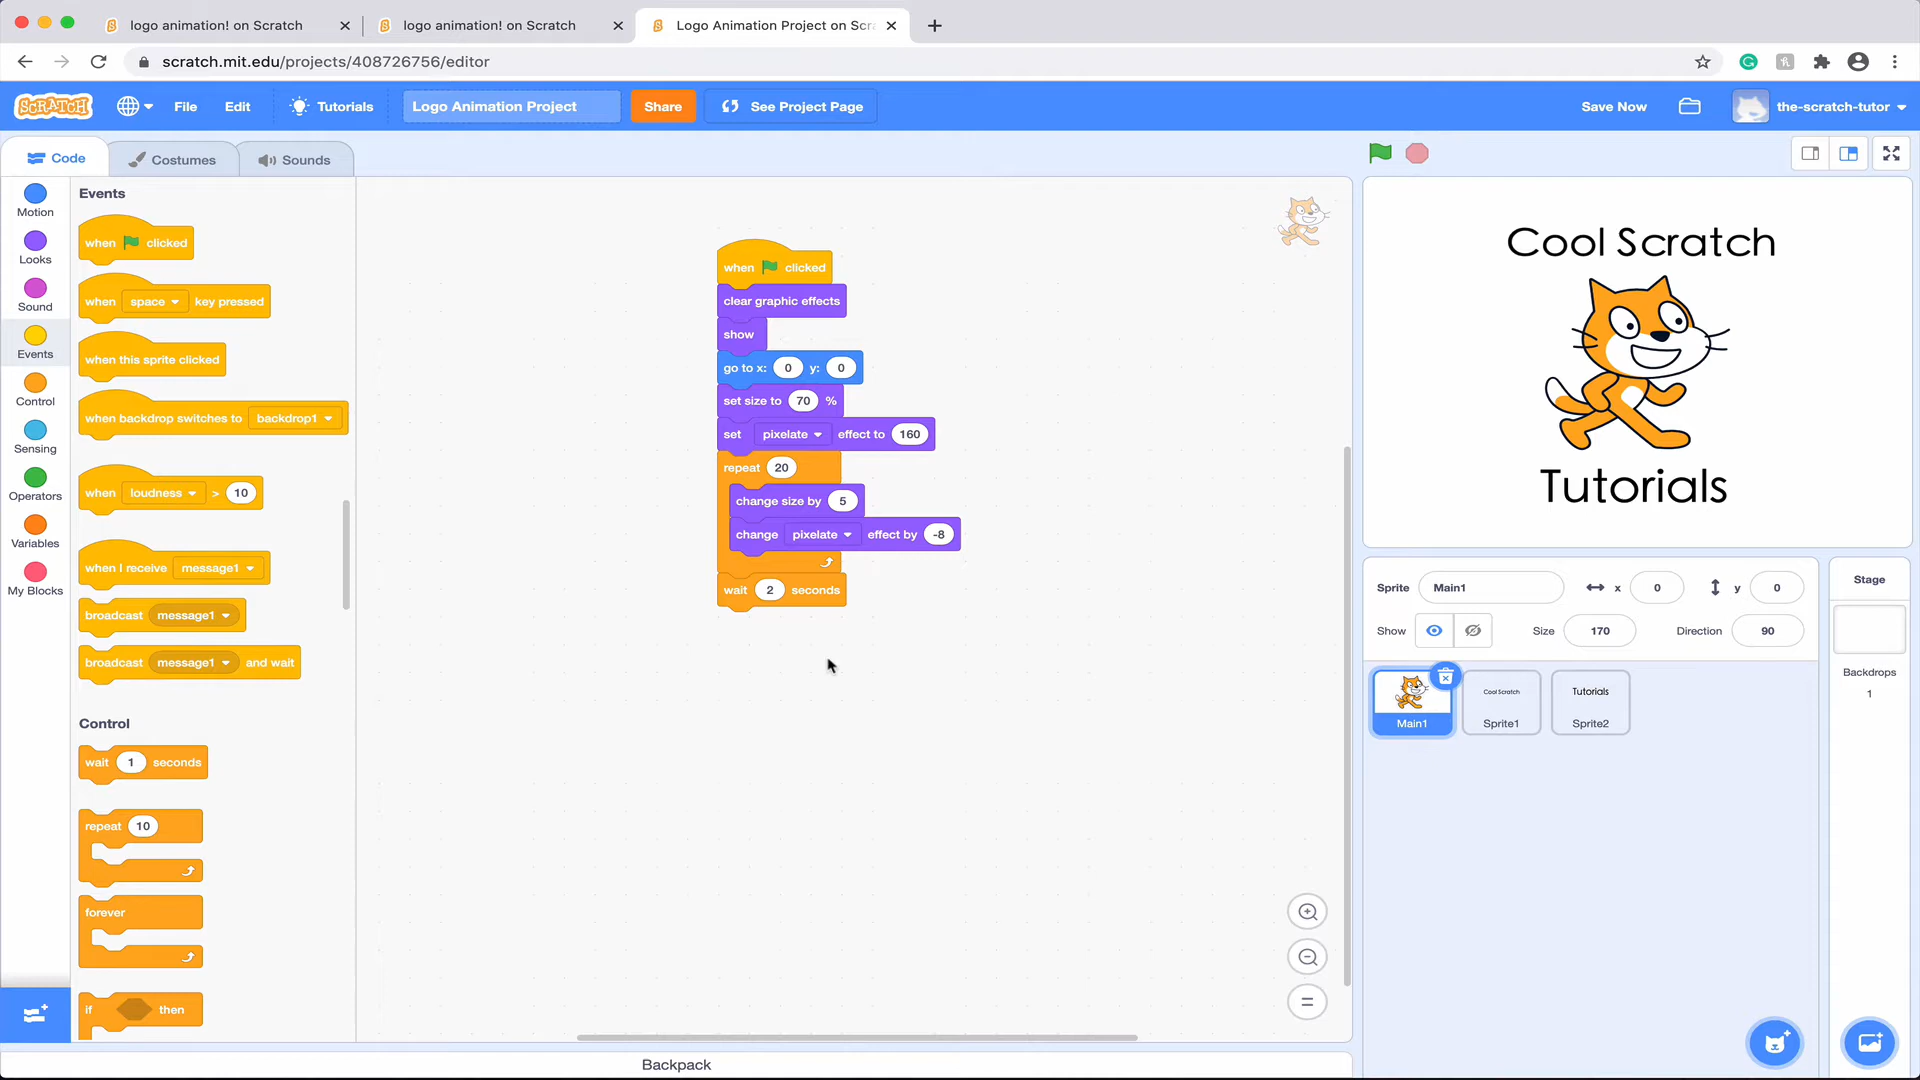 logo animation! on Scratch
logo animation! on Scratch
Logo Animation Project on Scr
scratch.mit.edu/projects/408726756/editor
SCRATCH
File
Edit
Tutorials
Logo Animation Project
Share
See Project Page
Save Now
the-scratch-tutor
Code
Costumes
Sounds
Motion
Looks
Sound
Events
Control
Sensing
Operators
Variables
My Blocks
Events
when clicked
when space key pressed
when this sprite clicked
when backdrop switches to backdrop1
when loudness > 10
when I receive message1
broadcast message1
broadcast message1 and wait
Control
wait 1 seconds
repeat 10
forever
if then
when clicked
clear graphic effects
show
go to x: 0 y: 0
set size to 70 %
set pixelate effect to 160
repeat 20
change size by 5
change pixelate effect by -8
wait 2 seconds
Backpack
Cool Scratch
Tutorials
Sprite Main1 x 0 y 0
Show Size 170 Direction 90
Main1
Cool Scratch
Sprite1
Tutorials
Sprite2
Stage
Backdrops
1